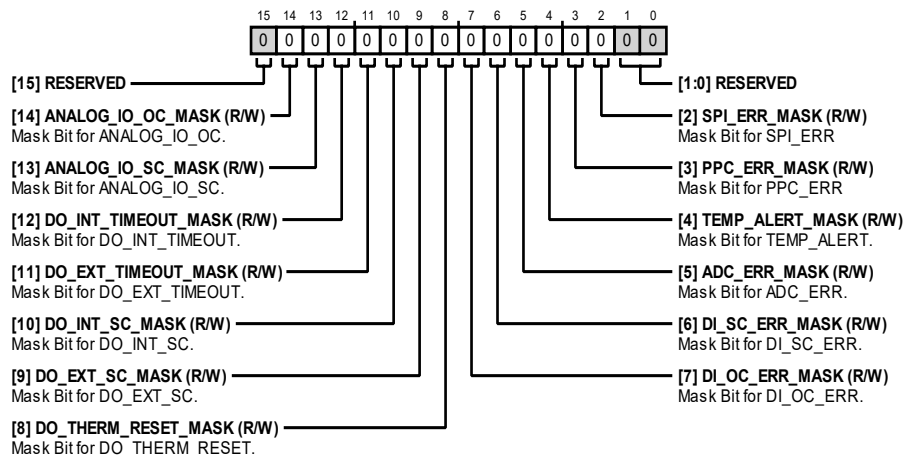 15 14 13 12 11 10 9 8 7 6 5 4 3 2 1 0
0 0 0 0 0 0 0 0 0 0 0 0 0 0 0 0
[15] RESERVED
[14] ANALOG_IO_OC_MASK (R/W)
Mask Bit for ANALOG_IO_OC.
[13] ANALOG_IO_SC_MASK (R/W)
Mask Bit for ANALOG_IO_SC.
[12] DO_INT_TIMEOUT_MASK (R/W)
Mask Bit for DO_INT_TIMEOUT.
[11] DO_EXT_TIMEOUT_MASK (R/W)
Mask Bit for DO_EXT_TIMEOUT.
[10] DO_INT_SC_MASK (R/W)
Mask Bit for DO_INT_SC.
[9] DO_EXT_SC_MASK (R/W)
Mask Bit for DO_EXT_SC.
[8] DO_THERM_RESET_MASK (R/W)
Mask Bit for DO_THERM_RESET.
[1:0] RESERVED
[2] SPI_ERR_MASK (R/W)
Mask Bit for SPI_ERR
[3] PPC_ERR_MASK (R/W)
Mask Bit for PPC_ERR
[4] TEMP_ALERT_MASK (R/W)
Mask Bit for TEMP_ALERT.
[5] ADC_ERR_MASK (R/W)
Mask Bit for ADC_ERR.
[6] DI_SC_ERR_MASK (R/W)
Mask Bit for DI_SC_ERR.
[7] DI_OC_ERR_MASK (R/W)
Mask Bit for DI_OC_ERR.